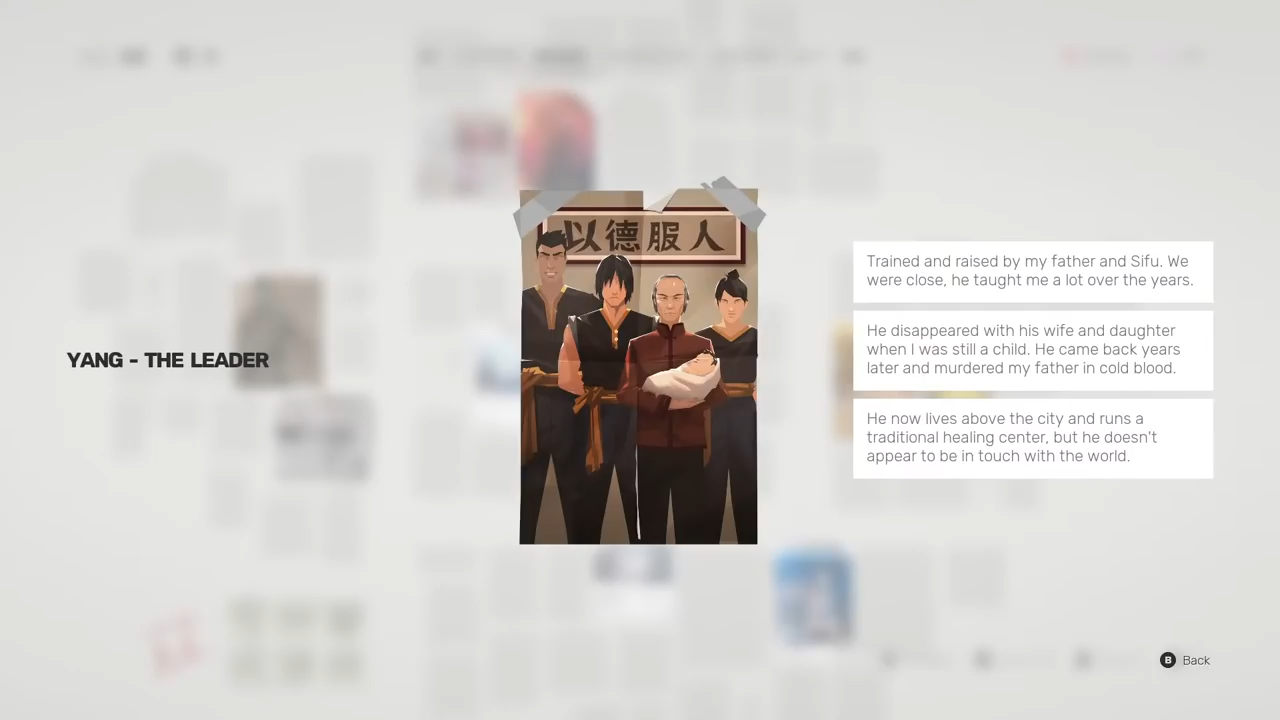 以德服人
YANG - THE LEADER
Trained and raised by my father and Sifu. We
were close, he taught me a lot over the years.
He disappeared with his wife and daughter
when I was still a child. He came back years
later and murdered my father in cold blood.
He now lives above the city and runs a
traditional healing center, but he doesn't
appear to be in touch with the world.
B Back